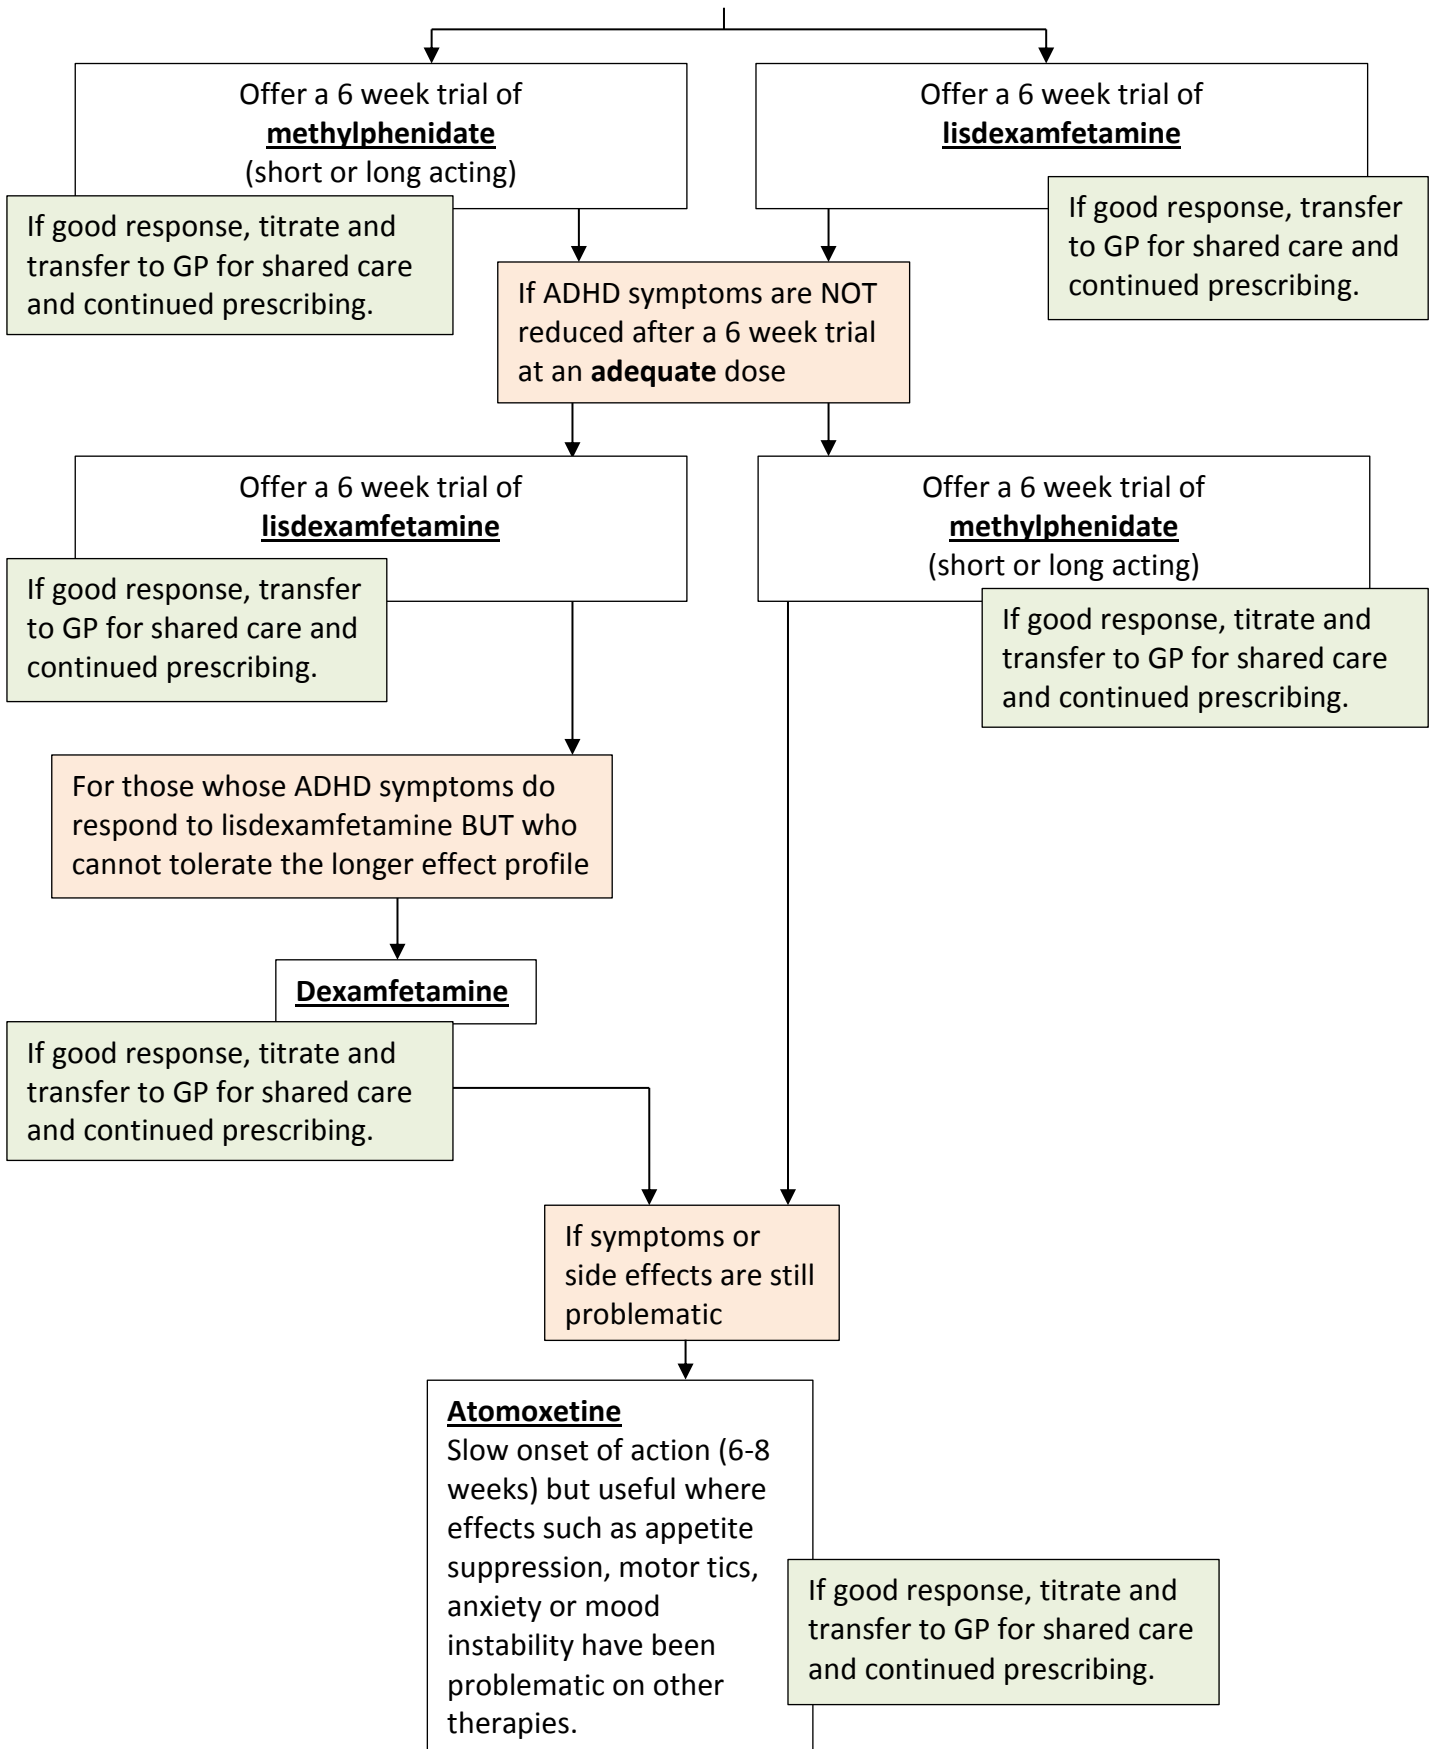 Offer a 6 week trial of
methylphenidate
(short or long acting)
Offer a 6 week trial of
lisdexamfetamine
If good response, titrate and
transfer to GP for shared care
and continued prescribing.
If good response, transfer
to GP for shared care and
continued prescribing.
If ADHD symptoms are NOT
reduced after a 6 week trial
at an adequate dose
Offer a 6 week trial of
lisdexamfetamine
Offer a 6 week trial of
methylphenidate
(short or long acting)
If good response, transfer
to GP for shared care and
continued prescribing.
If good response, titrate and
transfer to GP for shared care
and continued prescribing.
For those whose ADHD symptoms do
respond to lisdexamfetamine BUT who
cannot tolerate the longer effect profile
Dexamfetamine
If good response, titrate and
transfer to GP for shared care
and continued prescribing.
If symptoms or
side effects are still
problematic
Atomoxetine
Slow onset of action (6-8
weeks) but useful where
effects such as appetite
suppression, motor tics,
anxiety or mood
instability have been
problematic on other
therapies.
If good response, titrate and
transfer to GP for shared care
and continued prescribing.